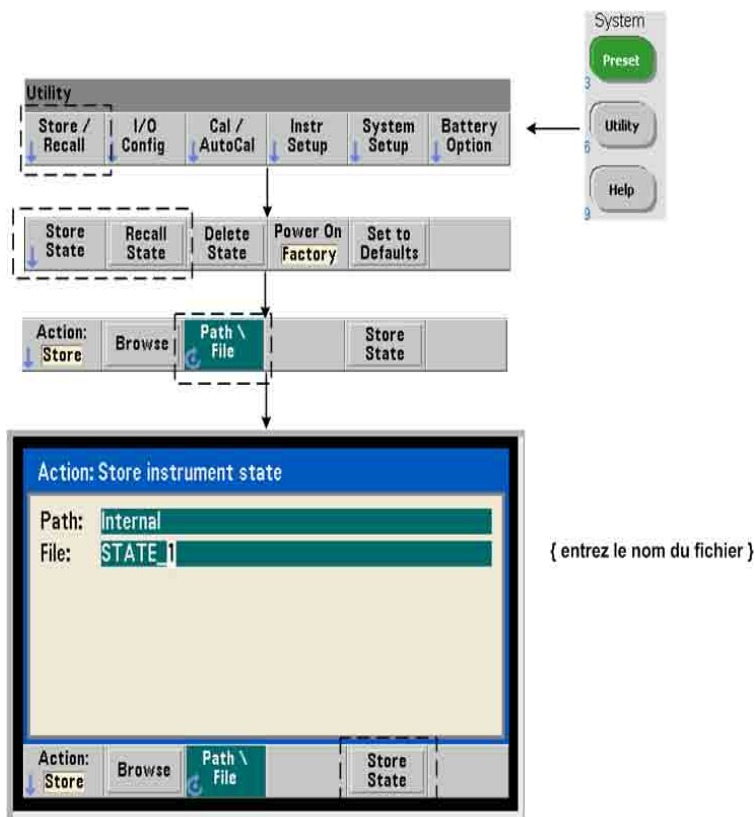 System
Preset
3
Utility
6
Help
9
Utility
Store / Recall
I/O Config
Cal / AutoCal
Instr Setup
System Setup
Battery Option
Store State
Recall State
Delete State
Power On Factory
Set to Defaults
Action: Store
Browse
Path \ File
Store State
Action: Store instrument state
Path: Internal
File: STATE_1
{ entrez le nom du fichier }
Action: Store
Browse
Path \ File
Store State